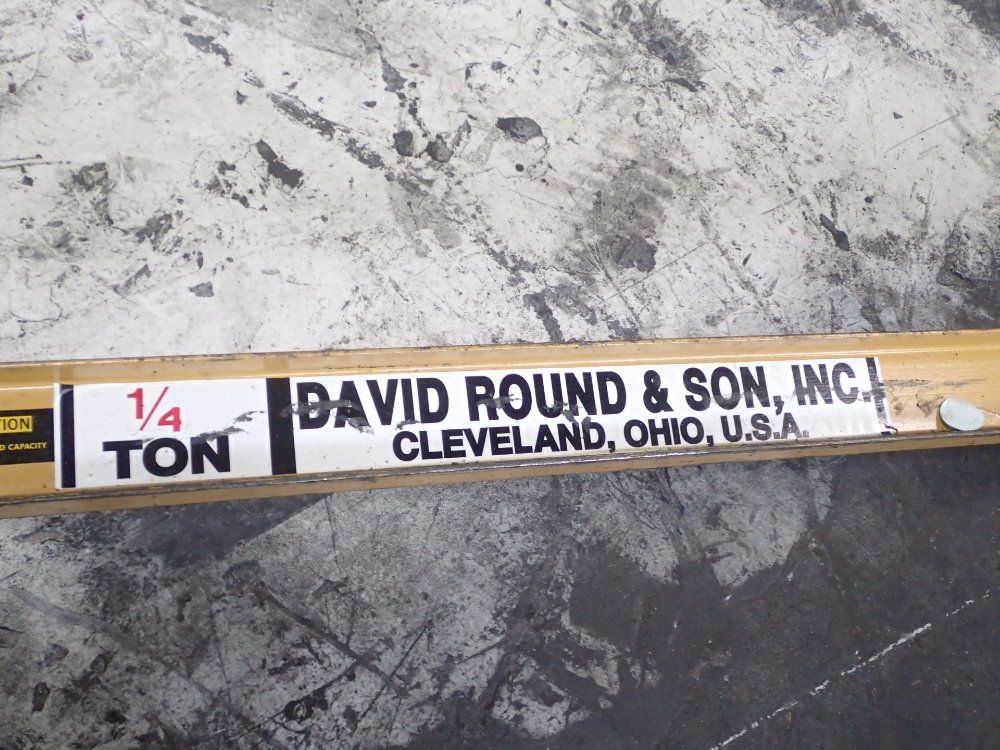 TION
D CAPACITY
1/4
TON
DAVID ROUND & SON, INC.
CLEVELAND, OHIO, U.S.A.